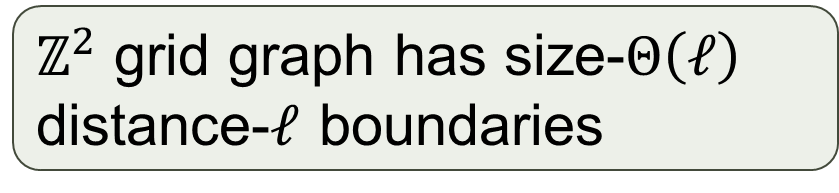 ℤ² grid graph has size-Θ(ℓ)
distance-ℓ boundaries